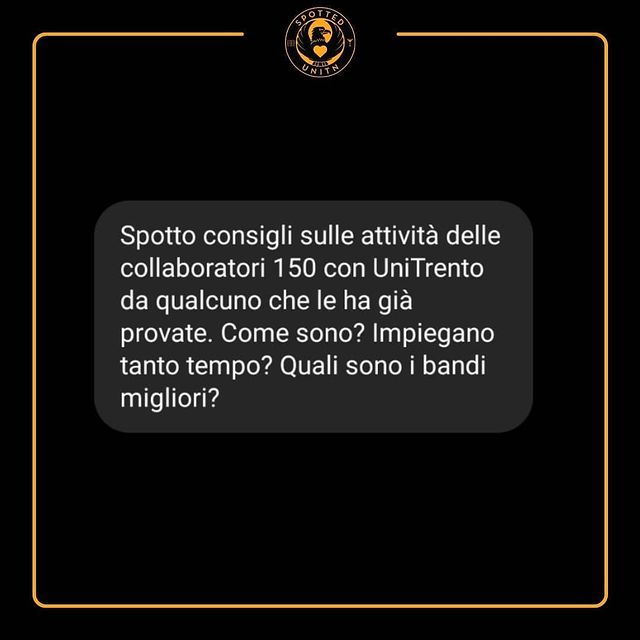 SPOTTED
UNITN
Spotto consigli sulle attività delle
collaboratori 150 con UniTrento
da qualcuno che le ha già
provate. Come sono? Impiegano
tanto tempo? Quali sono i bandi
migliori?